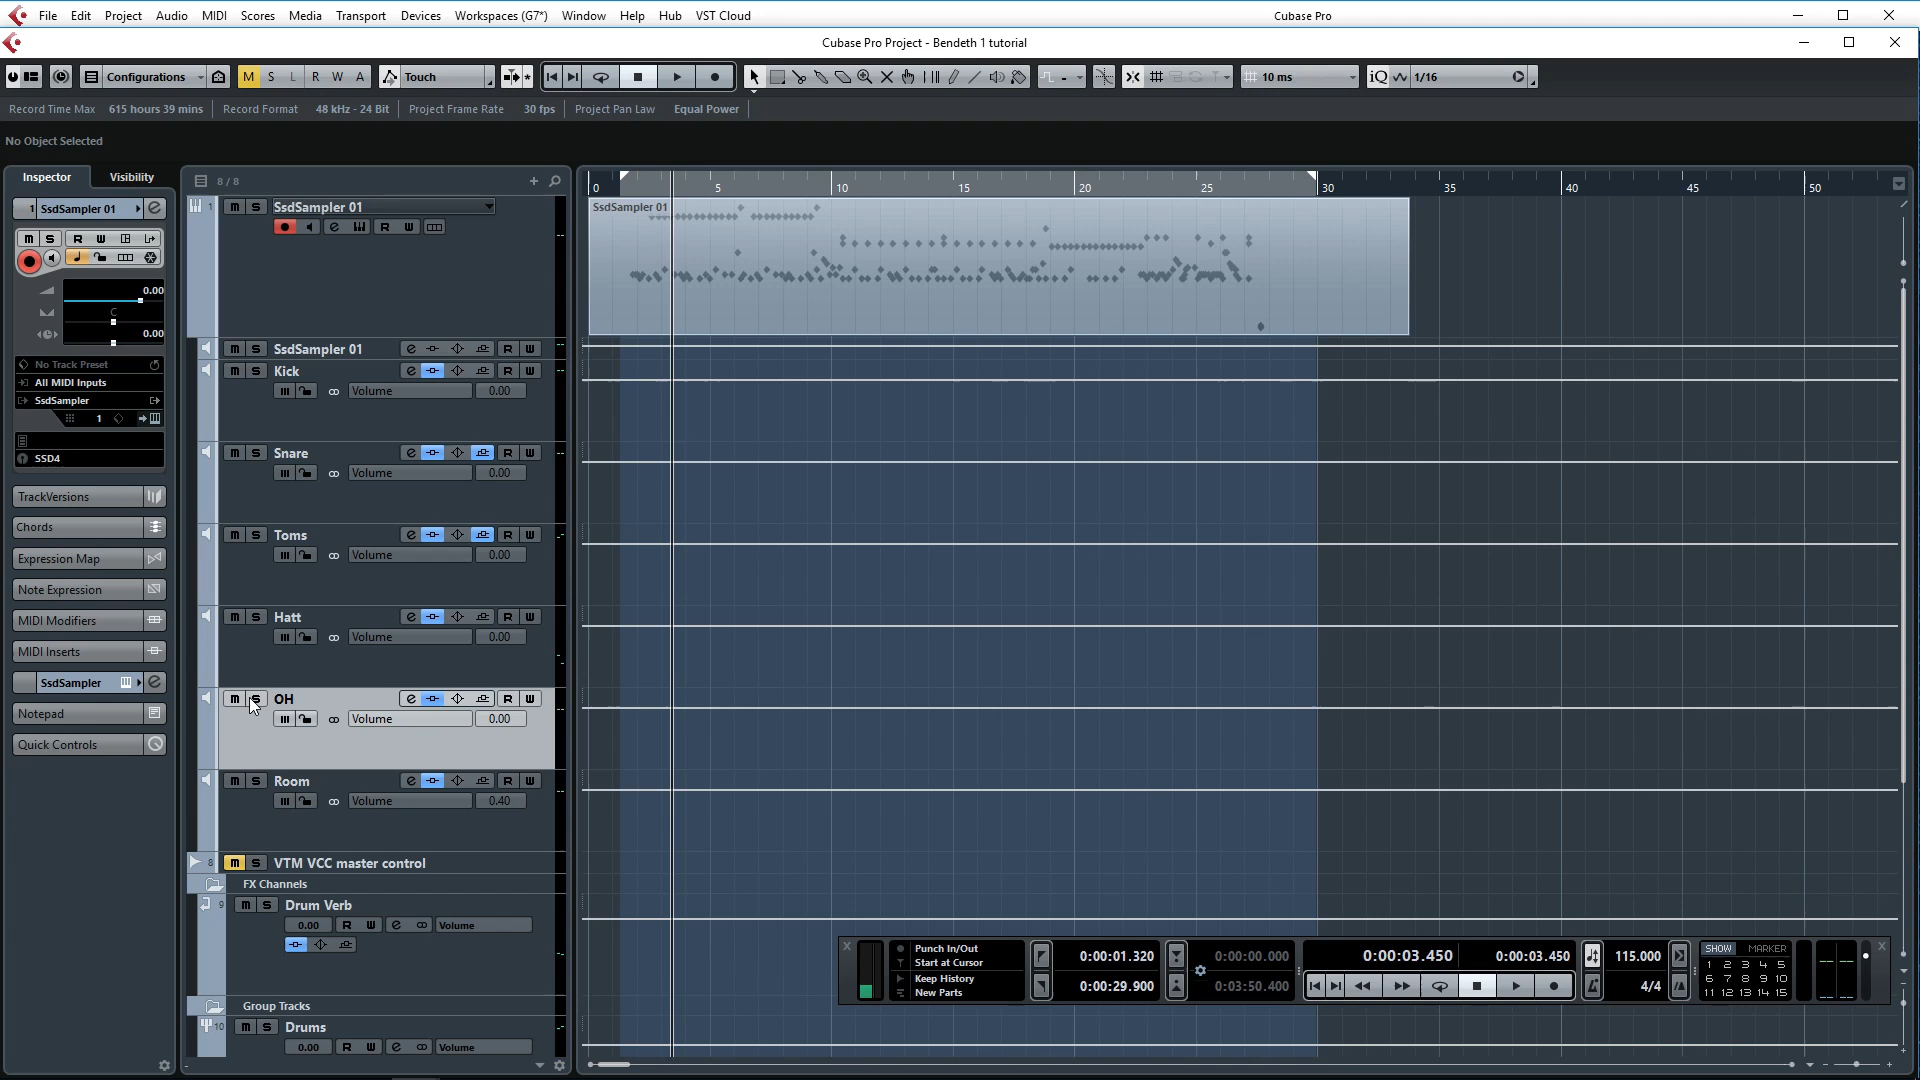 File Edit Project Audio MIDI Scores Media Transport Devices Workspaces (G7*) Window Help Hub VST Cloud Cubase Pro
Cubase Pro Project - Bendeth 1 tutorial
Configurations M S L R W A Touch 10 ms iQ 1/16
Record Time Max 615 hours 39 mins Record Format 48 kHz - 24 Bit Project Frame Rate 30 fps Project Pan Law Equal Power
No Object Selected
Inspector Visibility 8 / 8
0 5 10 15 20 25 30 35 40 45 50
1 SsdSampler 01 e
1 m S SsdSampler 01
SsdSampler 01
e R W
m S R W
0.00
C
0.00
No Track Preset
All MIDI Inputs
SsdSampler
1
SSD4
TrackVersions
Chords
Expression Map
Note Expression
MIDI Modifiers
MIDI Inserts
SsdSampler e
Notepad
Quick Controls
m S SsdSampler 01 e R W
m S Kick e R W
Volume 0.00
m S Snare e R W
Volume 0.00
m S Toms e R W
Volume 0.00
m S Hatt e R W
Volume 0.00
m S OH e R W
Volume 0.00
m S Room e R W
Volume 0.40
8 m S VTM VCC master control
FX Channels
9 m S Drum Verb
0.00 R W e Volume
Group Tracks
10 m S Drums
0.00 R W e Volume
X Punch In/Out
Start at Cursor
Keep History
New Parts
0:00:01.320
0:00:29.900
0:00:00.000
0:03:50.400
0:00:03.450 0:00:03.450
115.000
4/4
SHOW MARKER X
1 2 3 4 5
6 7 8 9 10
11 12 13 14 15